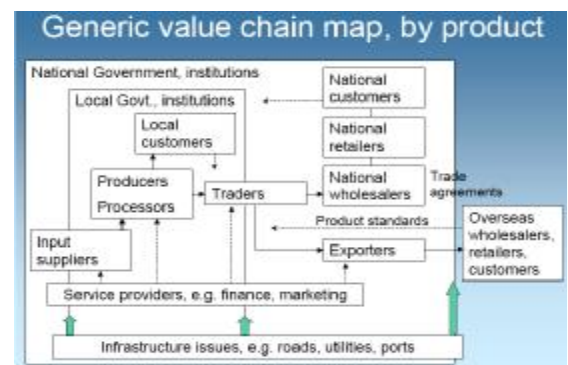 Generic value chain map, by product
National Government, institutions
Local Govt., institutions
Local
customers
Producers
Processors
Input
suppliers
Traders
National
customers
National
retailers
National
wholesalers
Trade
agreements
Product standards
Exporters
Overseas
wholesalers,
retailers,
customers
Service providers, e.g. finance, marketing
Infrastructure issues, e.g. roads, utilities, ports